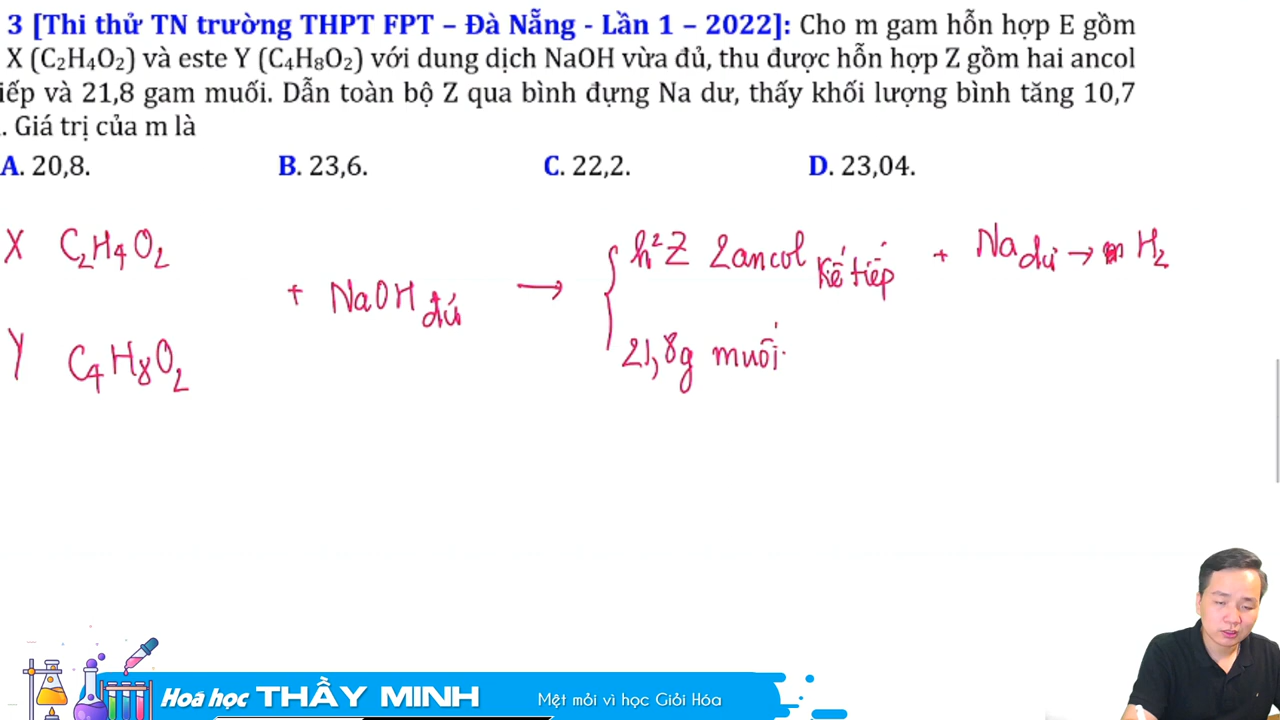 3 [Thi thử TN trường THPT FPT – Đà Nẵng - Lần 1 – 2022]: Cho m gam hỗn hợp E gồm
X (C₂H₄O₂) và este Y (C₄H₈O₂) với dung dịch NaOH vừa đủ, thu được hỗn hợp Z gồm hai ancol
iếp và 21,8 gam muối. Dẫn toàn bộ Z qua bình đựng Na dư, thấy khối lượng bình tăng 10,7
. Giá trị của m là
A. 20,8. B. 23,6. C. 22,2. D. 23,04.
X C₂H₄O₂
+ NaOH đủ → { h² Z 2ancol kế tiếp + Na dư → H₂
Y C₄H₈O₂
21,8g muối.
Hoá học THẦY MINH Mệt mỏi vì học Giỏi Hóa